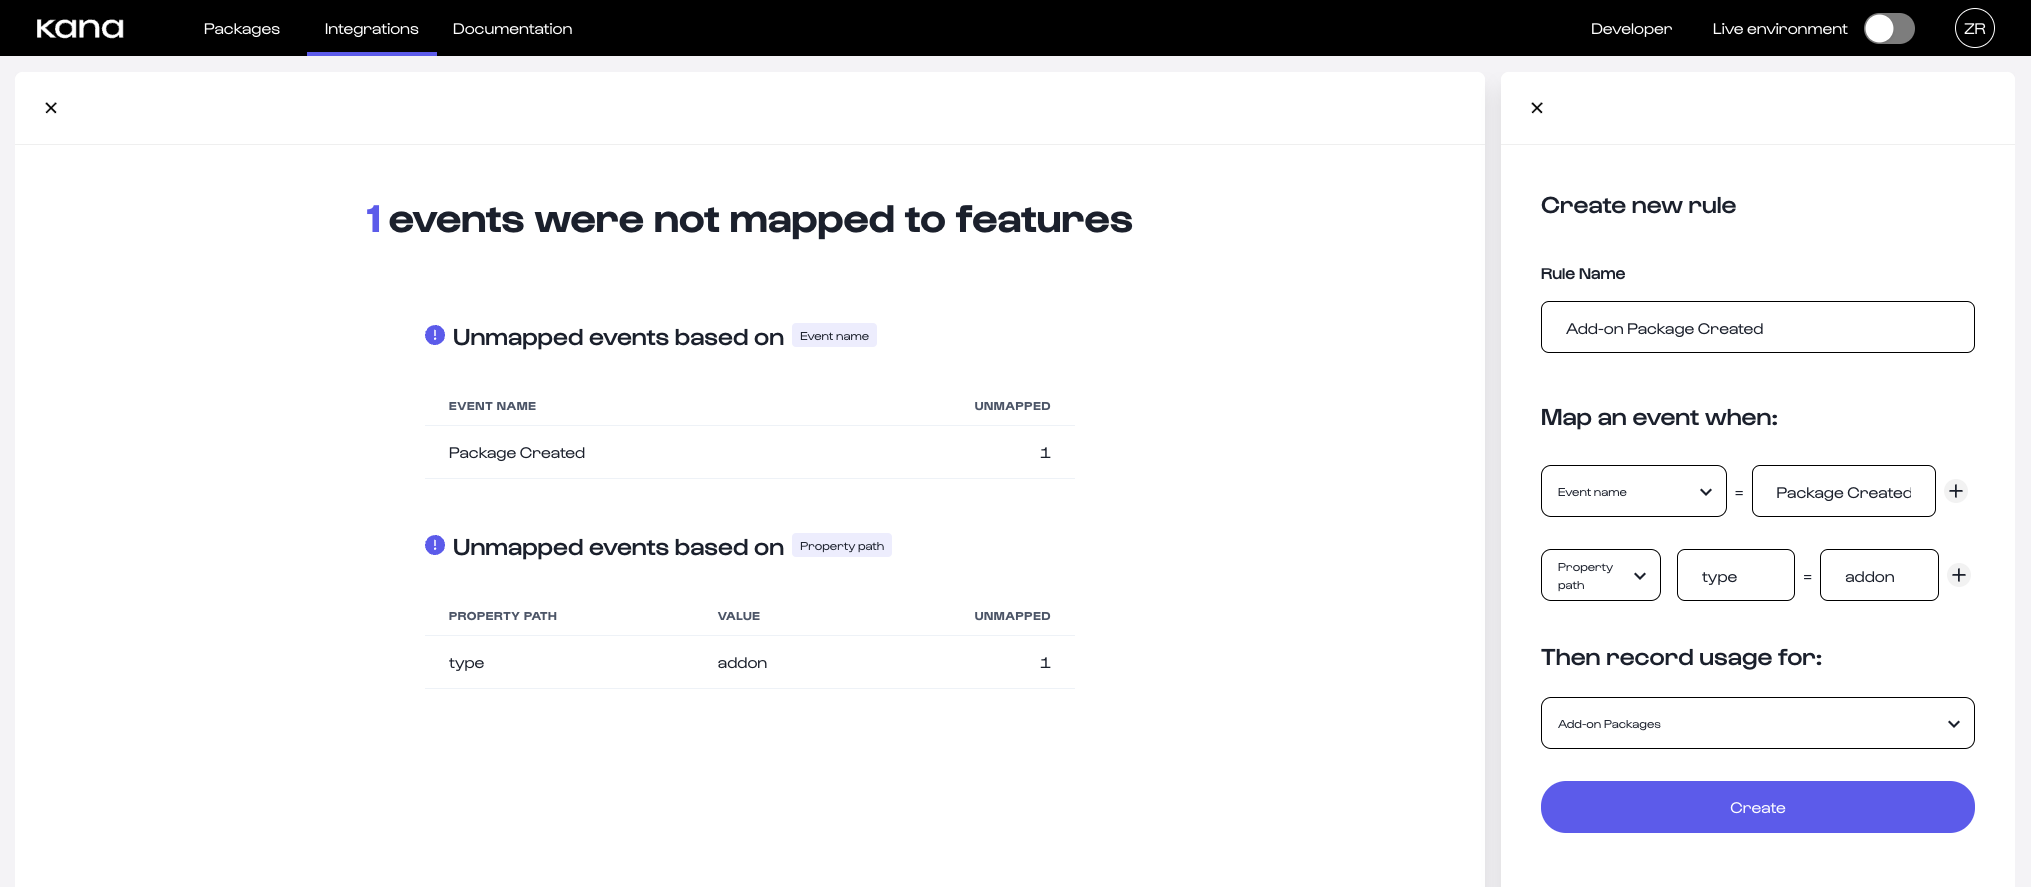 kana
Packages
Integrations
Documentation
Developer
Live environment
ZR
1 events were not mapped to features
! Unmapped events based on Event name
EVENT NAME UNMAPPED
Package Created 1
! Unmapped events based on Property path
PROPERTY PATH VALUE UNMAPPED
type addon 1
Create new rule
Rule Name
Add-on Package Created
Map an event when:
Event name = Package Created +
Property
path
type = addon +
Then record usage for:
Add-on Packages
Create